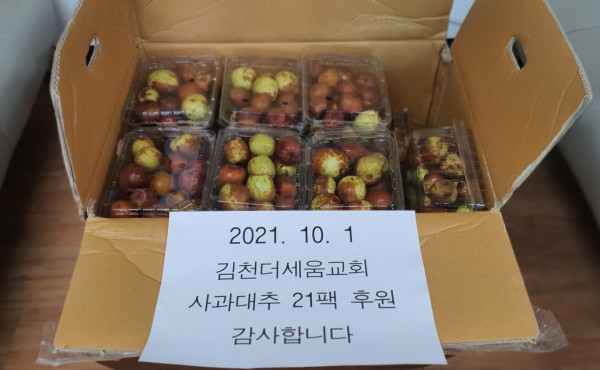 2021. 10. 1
김천더세움교회
사과대추 21팩 후원
감사합니다